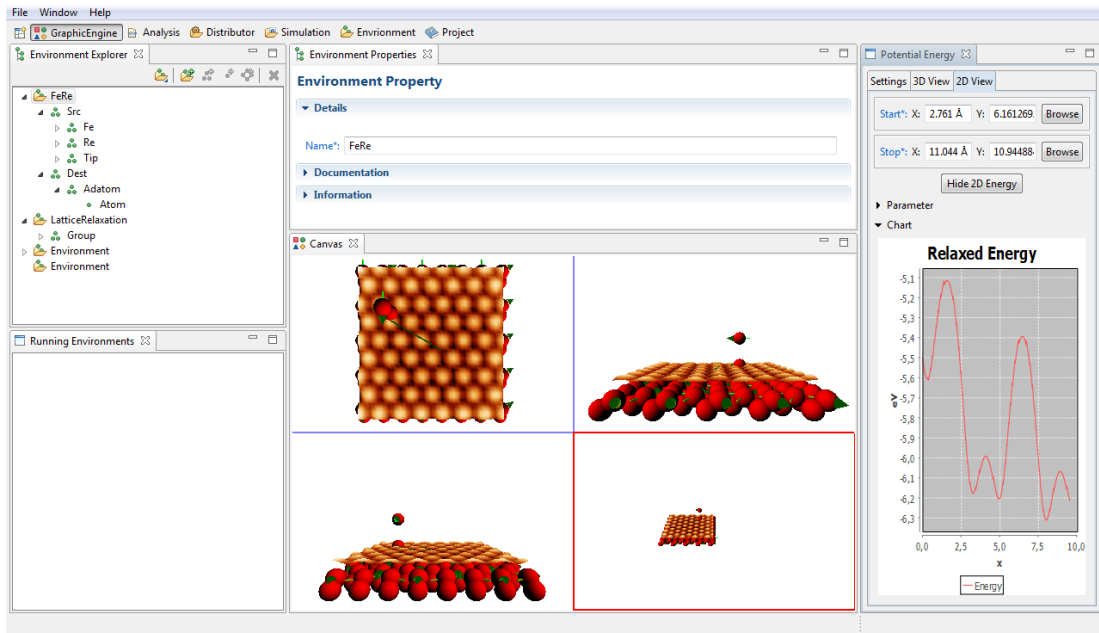 File Window Help
GraphicEngine Analysis Distributor Simulation Envrionment Project
Environment Explorer
FeRe
Src
Fe
Re
Tip
Dest
Adatom
Atom
LatticeRelaxation
Group
Environment
Environment
Running Environments
Environment Properties
Environment Property
Details
Name*: FeRe
Documentation
Information
Canvas
Potential Energy
Settings 3D View 2D View
Start*: X: 2.761 Å Y: 6.161269 Browse
Stop*: X: 11.044 Å Y: 10.94488 Browse
Hide 2D Energy
Parameter
Chart
Relaxed Energy
-5,1
-5,2
-5,3
-5,4
-5,5
-5,6
-5,7
-5,8
-5,9
-6,0
-6,1
-6,2
-6,3
eV
0,0 2,5 5,0 7,5 10,0
x
Energy